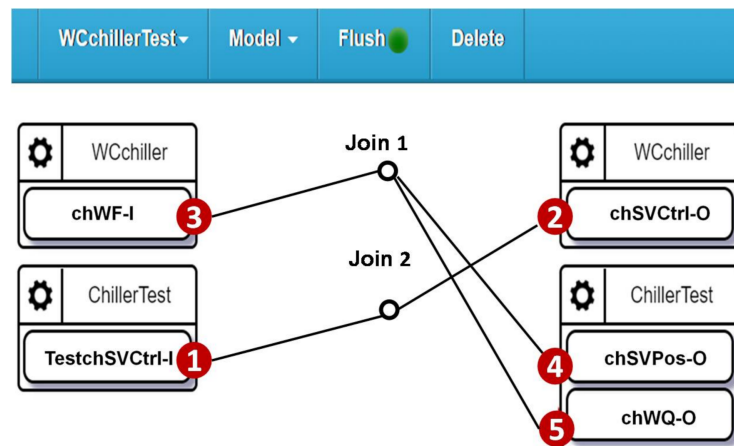 WCchillerTest Model Flush Delete
WCchiller
chWF-I 3
ChillerTest
TestchSVCtrl-I 1
Join 1
Join 2
WCchiller
2 chSVCtrl-O
ChillerTest
4 chSVPos-O
5 chWQ-O